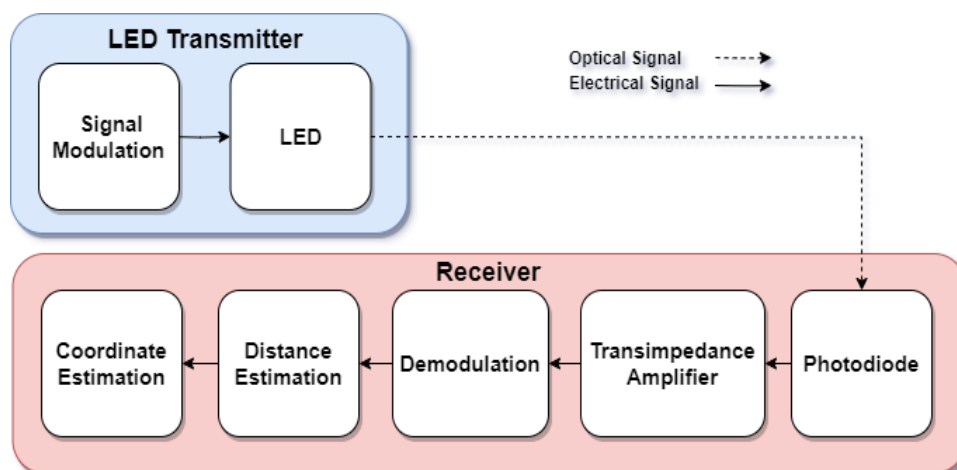 LED Transmitter
Signal
Modulation
LED
Optical Signal
Electrical Signal
Receiver
Coordinate
Estimation
Distance
Estimation
Demodulation
Transimpedance
Amplifier
Photodiode